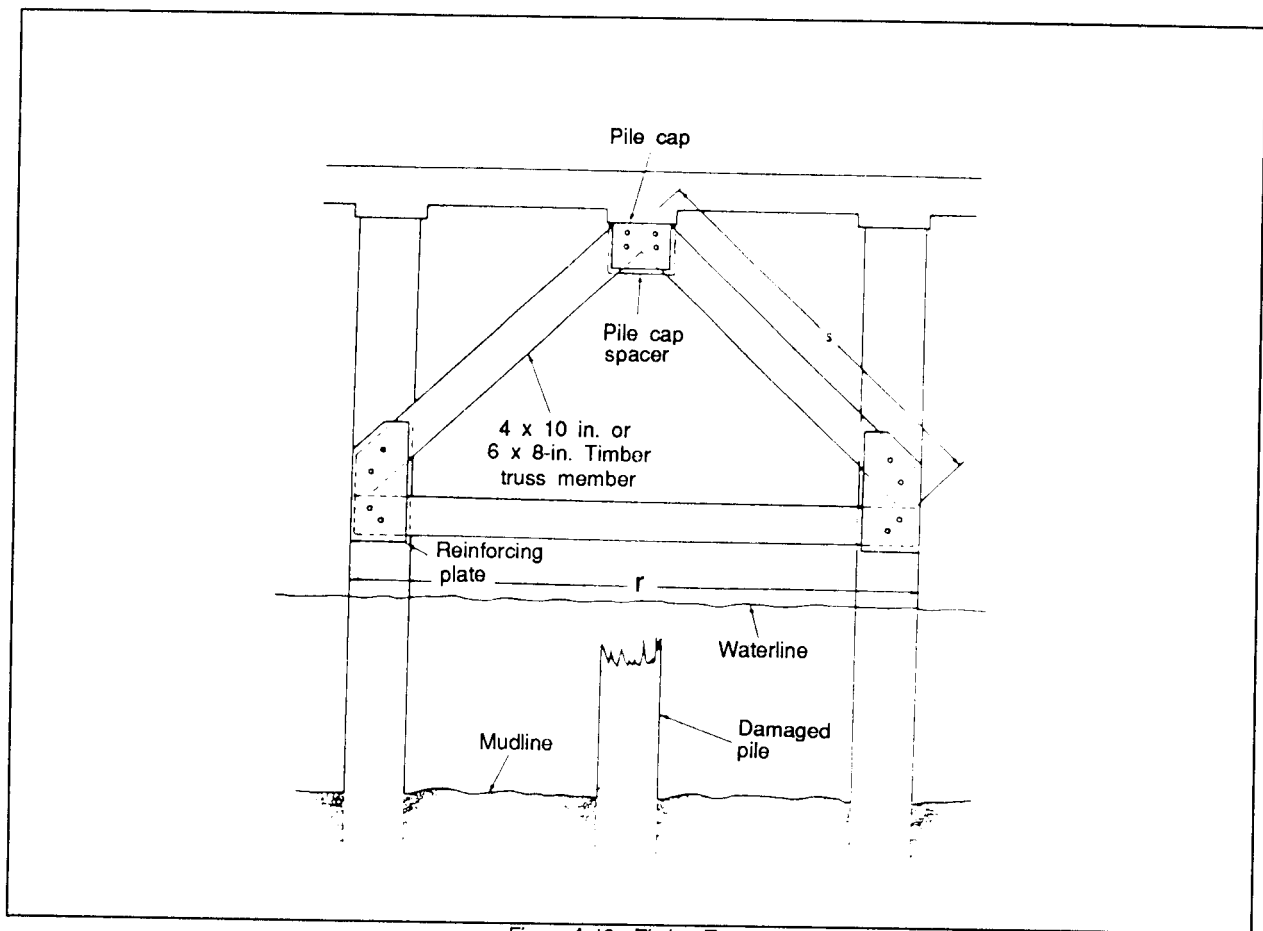 Pile cap
s
Pile cap
spacer
4 x 10 in. or
6 x 8-in. Timber
truss member
Reinforcing
plate
r
Waterline
Damaged
pile
Mudline